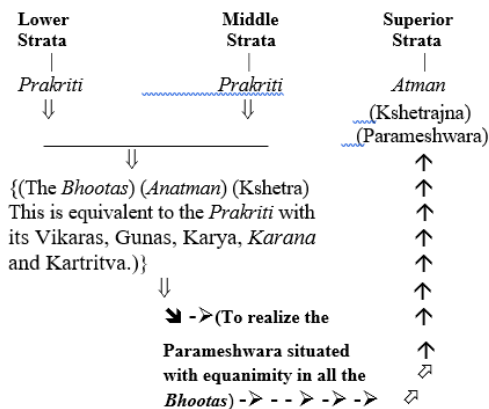 Lower Middle Superior
Strata Strata Strata
Prakriti Prakriti Atman
(Kshetrajna)
(Parameshwara)
{(The Bhootas) (Anatman) (Kshetra)
This is equivalent to the Prakriti with
its Vikaras, Gunas, Karya, Karana
and Kartritva.)}
(To realize the
Parameshwara situated
with equanimity in all the
Bhootas)